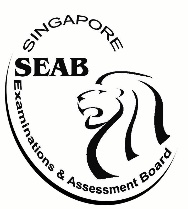 SINGAPORE
SEAB
Examinations & Assessment Board